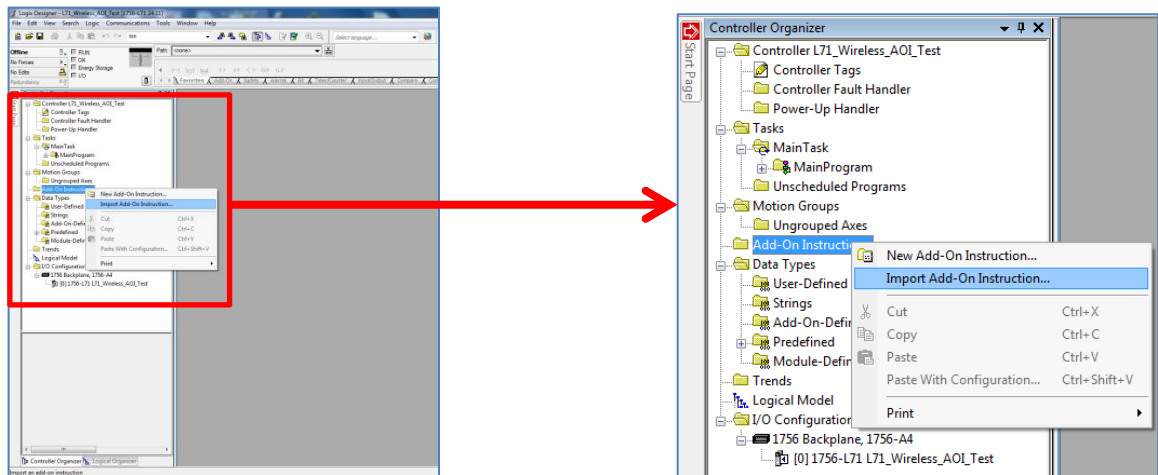 Logix Designer - L71_Wireless_AOI_Test [1756-L71 24.11]
File Edit View Search Logic Communications Tools Window Help
Select language...
Offline
RUN
Path: <none>
No Forces
OK
Energy Storage
No Edits
I/O
Redundancy
Favorites Add-On Safety Alarms Bit Timer/Counter Input/Output Compare
Controller L71_Wireless_AOI_Test
Controller Tags
Controller Fault Handler
Power-Up Handler
Tasks
MainTask
MainProgram
Unscheduled Programs
Motion Groups
Ungrouped Axes
Add-On Instruction
New Add-On Instruction...
Data Types
Import Add-On Instruction...
User-Defined
Strings
Cut Ctrl+X
Add-On-Defi
Copy Ctrl+C
Predefined
Paste Ctrl+V
Module-Defi
Paste With Configuration... Ctrl+Shift+V
Trends
Logical Model
Print
I/O Configuration
1756 Backplane, 1756-A4
[0] 1756-L71 L71_Wireless_AOI_Test
Controller Organizer Logical Organizer
Import an add-on instruction
Start Page
Controller Organizer
Controller L71_Wireless_AOI_Test
Controller Tags
Controller Fault Handler
Power-Up Handler
Tasks
MainTask
MainProgram
Unscheduled Programs
Motion Groups
Ungrouped Axes
Add-On Instructi
New Add-On Instruction...
Data Types
Import Add-On Instruction...
User-Defined
Strings
Cut Ctrl+X
Add-On-Defin
Copy Ctrl+C
Predefined
Paste Ctrl+V
Module-Defin
Paste With Configuration... Ctrl+Shift+V
Trends
Logical Model
Print
I/O Configuration
1756 Backplane, 1756-A4
[0] 1756-L71 L71_Wireless_AOI_Test